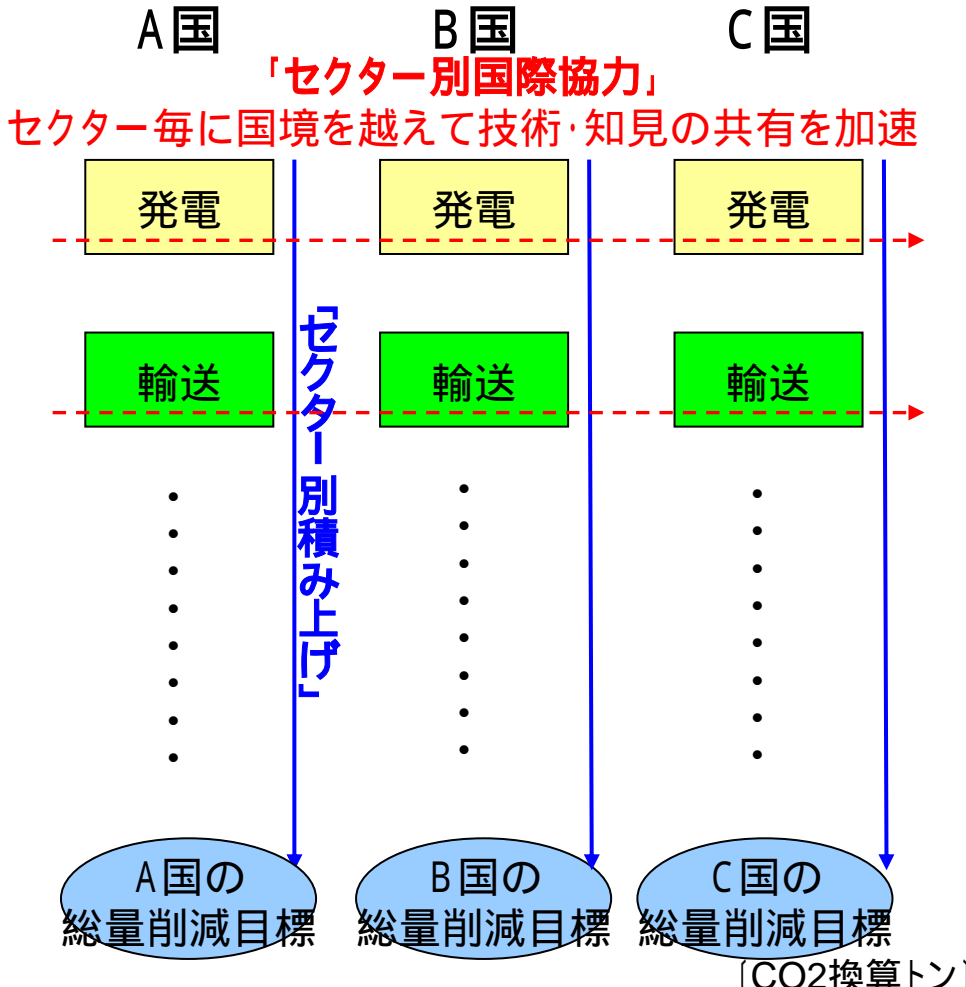 A国 B国 C国
「セクター別国際協力」
セクター毎に国境を越えて技術・知見の共有を加速
発電 発電 発電
「セクター別積み上げ」
輸送 輸送 輸送
A国の B国の C国の
総量削減目標 総量削減目標 総量削減目標
〔CO2換算トン〕